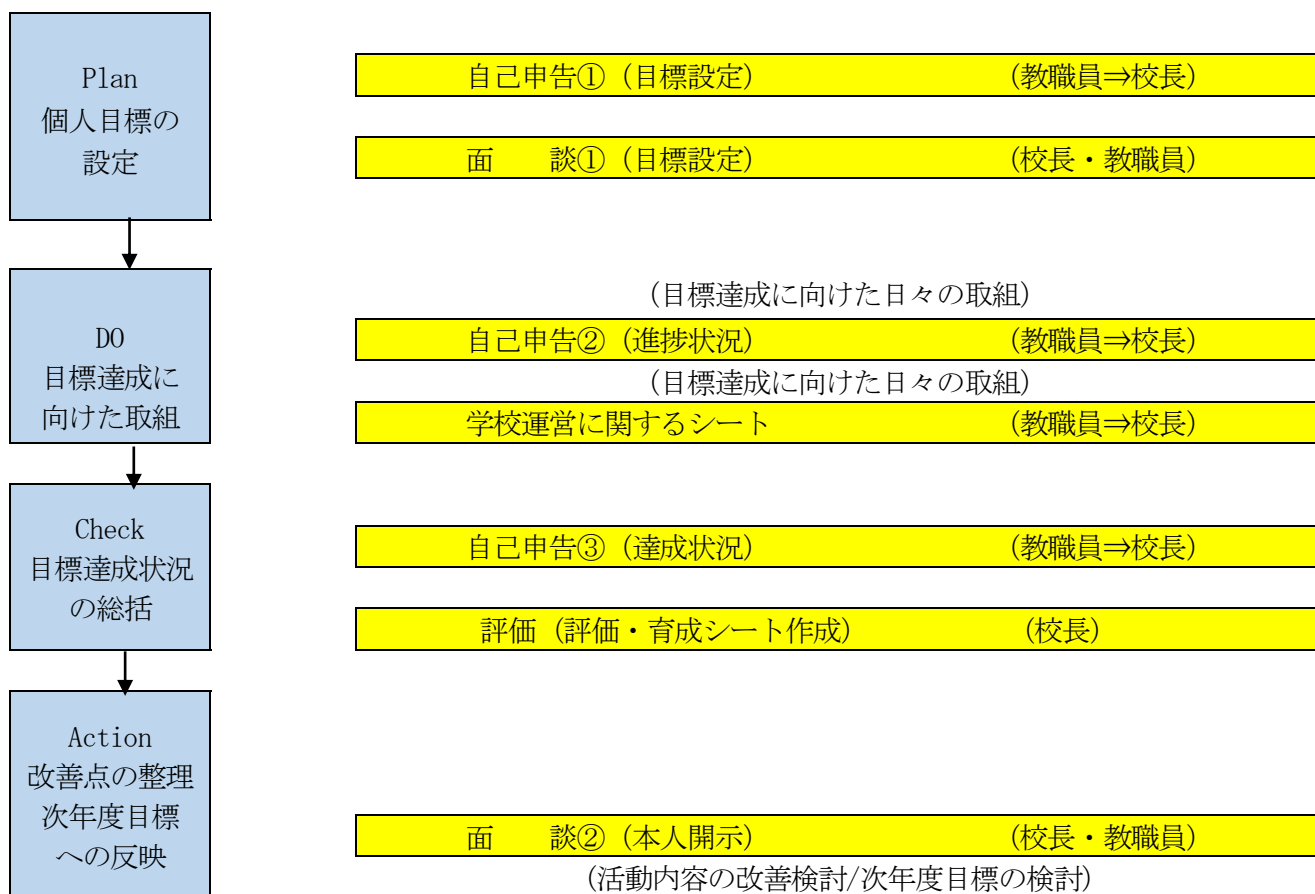 Plan
個人目標の
設定
自己申告①(目標設定) (教職員⇒校長)
面　　談①(目標設定) (校長・教職員)
DO
目標達成に
向けた取組
(目標達成に向けた日々の取組)
自己申告②(進捗状況) (教職員⇒校長)
(目標達成に向けた日々の取組)
学校運営に関するシート (教職員⇒校長)
Check
目標達成状況
の総括
自己申告③(達成状況) (教職員⇒校長)
評価(評価・育成シート作成) (校長)
Action
改善点の整理
次年度目標
への反映
面　　談②(本人開示) (校長・教職員)
(活動内容の改善検討/次年度目標の検討)